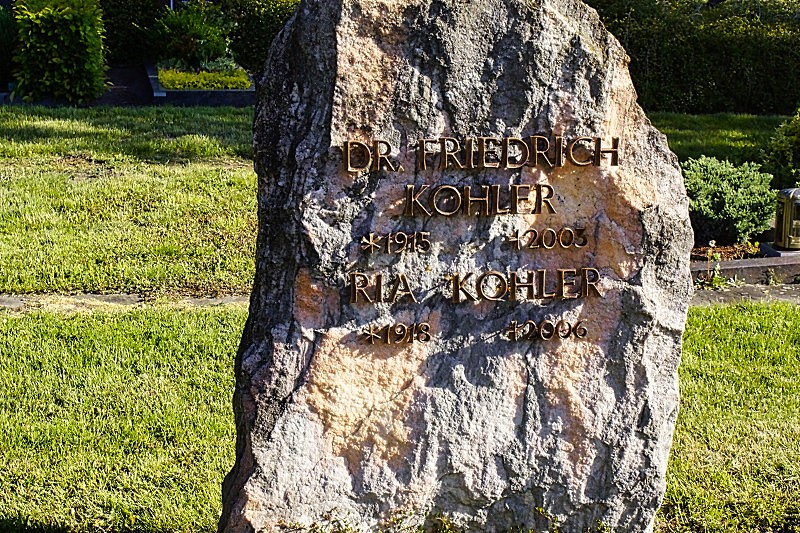 DR. FRIEDRICH
KOHLER
*1915 +2003
RIA KOHLER
*1918 +2006